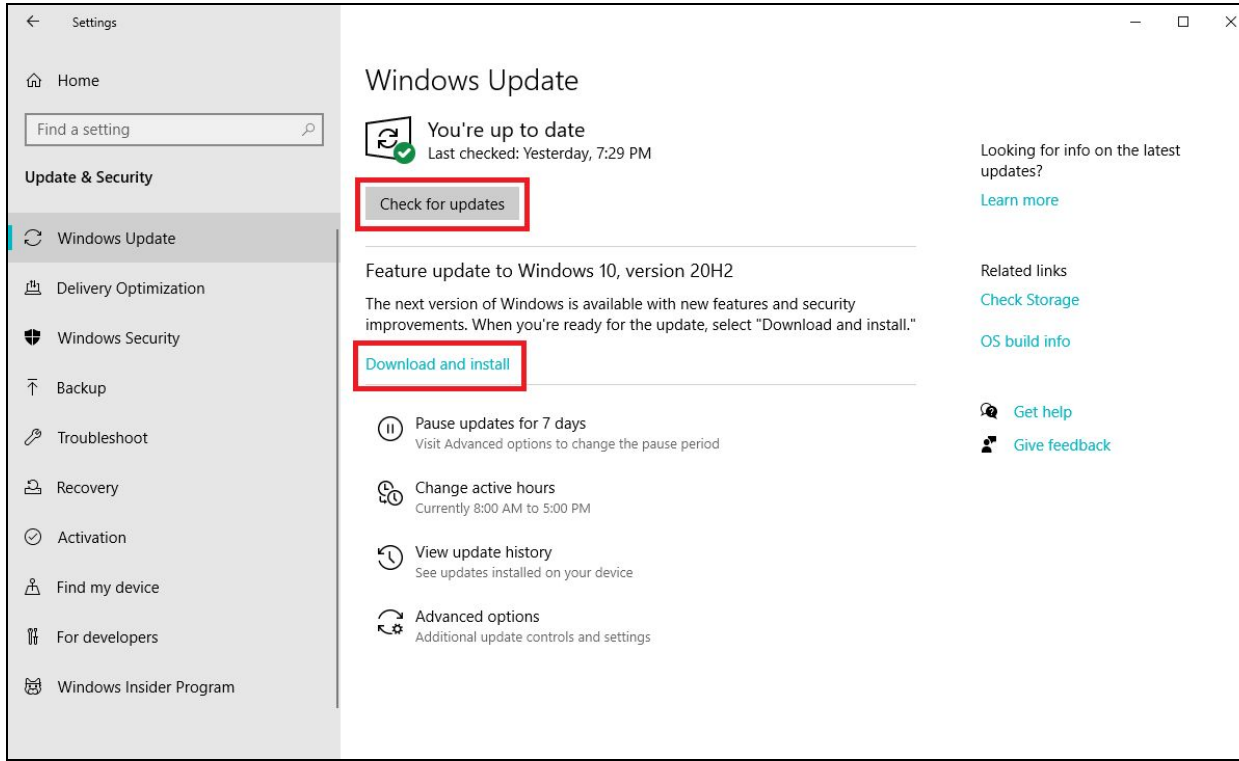 Settings
Home
Find a setting
Update & Security
Windows Update
Delivery Optimization
Windows Security
Backup
Troubleshoot
Recovery
Activation
Find my device
For developers
Windows Insider Program
Windows Update
You're up to date
Last checked: Yesterday, 7:29 PM
Check for updates
Feature update to Windows 10, version 20H2
The next version of Windows is available with new features and security
improvements. When you're ready for the update, select "Download and install."
Download and install
Pause updates for 7 days
Visit Advanced options to change the pause period
Change active hours
Currently 8:00 AM to 5:00 PM
View update history
See updates installed on your device
Advanced options
Additional update controls and settings
Looking for info on the latest
updates?
Learn more
Related links
Check Storage
OS build info
Get help
Give feedback